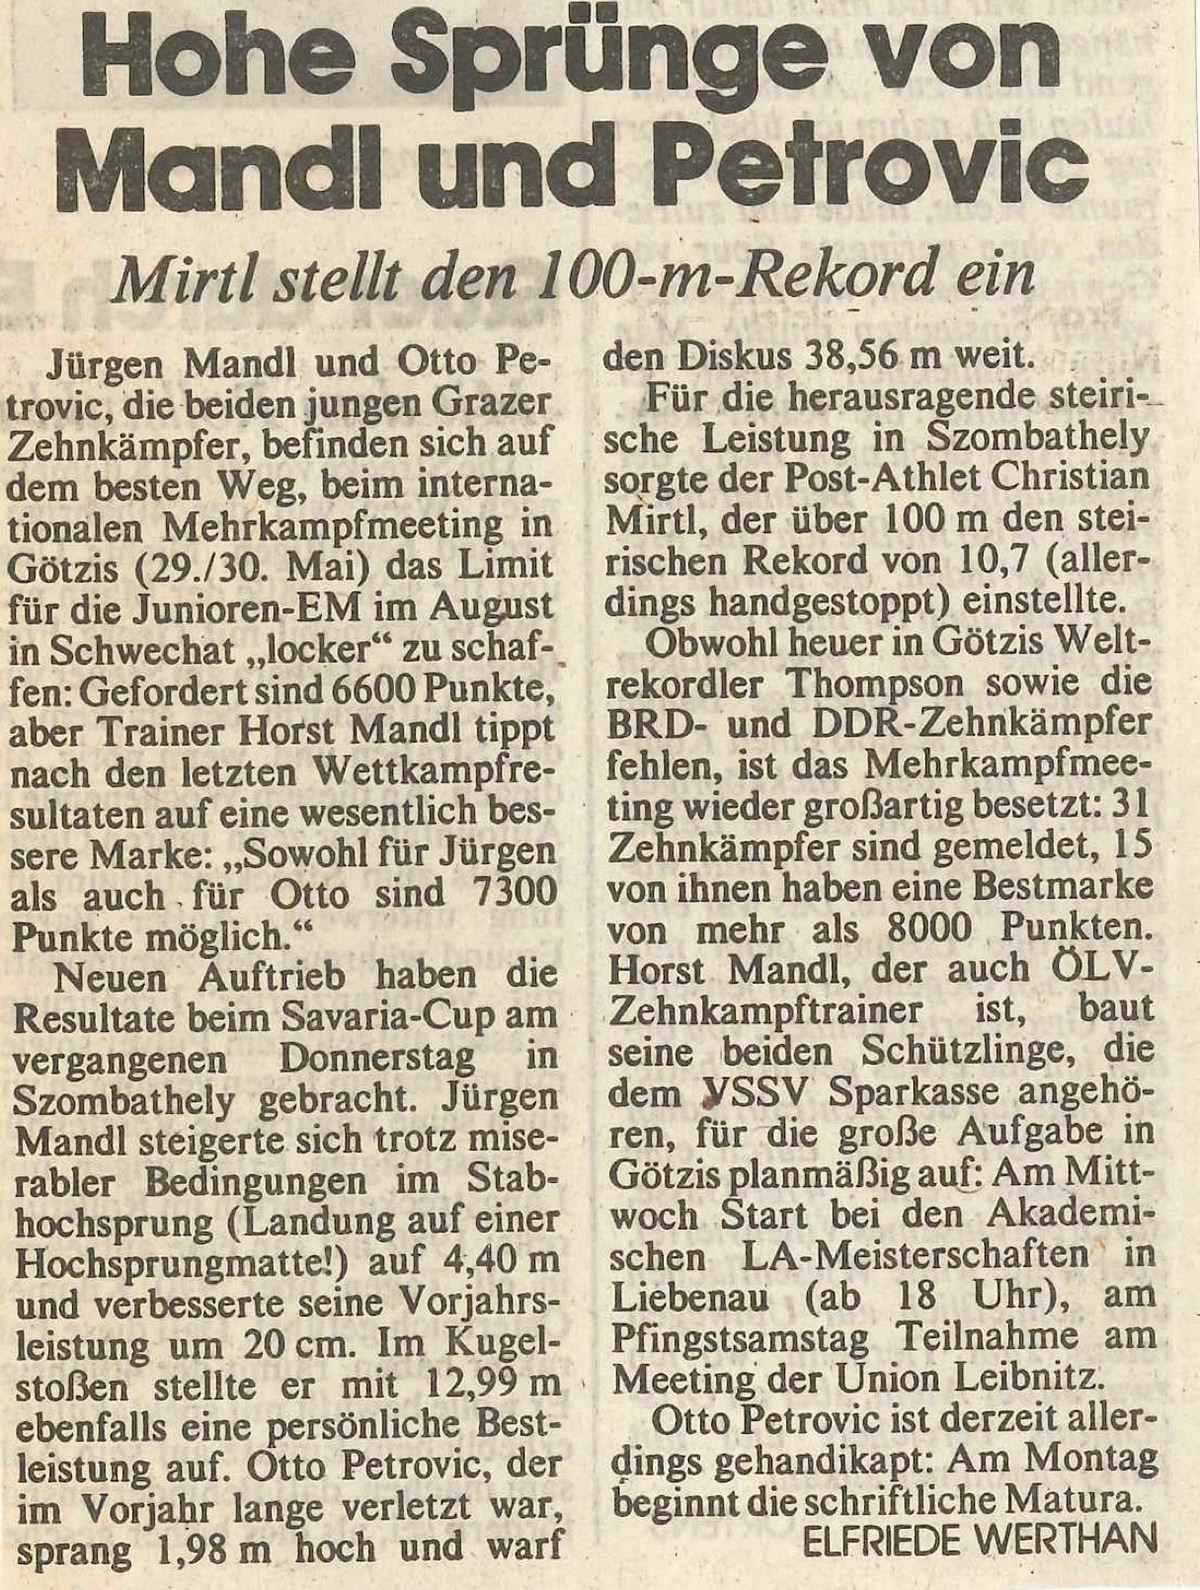 Hohe Sprünge von
Mandl und Petrovic
Mirtl stellt den 100-m-Rekord ein
Jürgen Mandl und Otto Pe-
trovic, die beiden jungen Grazer
Zehnkämpfer, befinden sich auf
dem besten Weg, beim interna-
tionalen Mehrkampfmeeting in
Götzis (29./30. Mai) das Limit
für die Junioren-EM im August
in Schwechat „locker“ zu schaf-
fen: Gefordert sind 6600 Punkte,
aber Trainer Horst Mandl tippt
nach den letzten Wettkampfre-
sultaten auf eine wesentlich bes-
sere Marke: „Sowohl für Jürgen
als auch für Otto sind 7300
Punkte möglich.“
Neuen Auftrieb haben die
Resultate beim Savaria-Cup am
vergangenen Donnerstag in
Szombathely gebracht. Jürgen
Mandl steigerte sich trotz mise-
rabler Bedingungen im Stab-
hochsprung (Landung auf einer
Hochsprungmatte!) auf 4,40 m
und verbesserte seine Vorjahrs-
leistung um 20 cm. Im Kugel-
stoßen stellte er mit 12,99 m
ebenfalls eine persönliche Best-
leistung auf. Otto Petrovic, der
im Vorjahr lange verletzt war,
sprang 1,98 m hoch und warf
den Diskus 38,56 m weit.
Für die herausragende steiri-
sche Leistung in Szombathely
sorgte der Post-Athlet Christian
Mirtl, der über 100 m den stei-
rischen Rekord von 10,7 (aller-
dings handgestoppt) einstellte.
Obwohl heuer in Götzis Welt-
rekordler Thompson sowie die
BRD- und DDR-Zehnkämpfer
fehlen, ist das Mehrkampfmee-
ting wieder großartig besetzt: 31
Zehnkämpfer sind gemeldet, 15
von ihnen haben eine Bestmarke
von mehr als 8000 Punkten.
Horst Mandl, der auch ÖLV-
Zehnkampftrainer ist, baut
seine beiden Schützlinge, die
dem VSSV Sparkasse angehö-
ren, für die große Aufgabe in
Götzis planmäßig auf: Am Mitt-
woch Start bei den Akademi-
schen LA-Meisterschaften in
Liebenau (ab 18 Uhr), am
Pfingstsamstag Teilnahme am
Meeting der Union Leibnitz.
Otto Petrovic ist derzeit aller-
dings gehandikapt: Am Montag
beginnt die schriftliche Matura.
ELFRIEDE WERTHAN